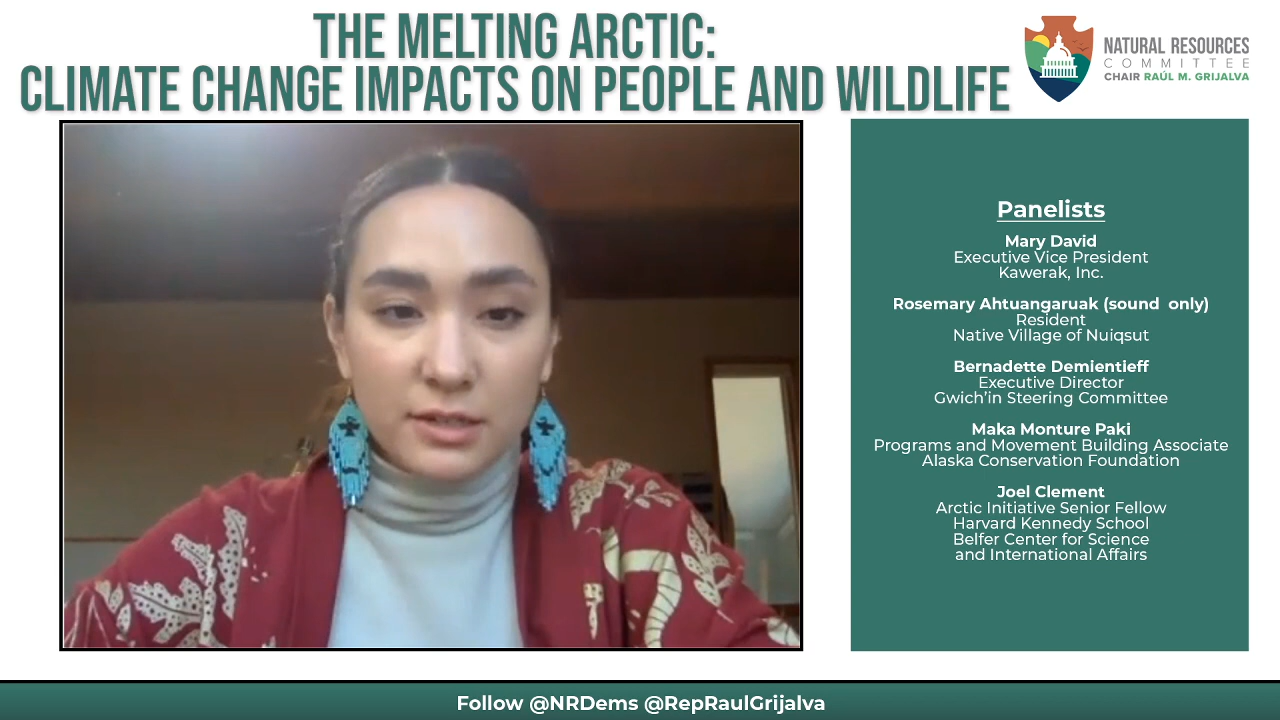 THE MELTING ARCTIC:
CLIMATE CHANGE IMPACTS ON PEOPLE AND WILDLIFE
NATURAL RESOURCES
COMMITTEE
CHAIR RAÚL M. GRIJALVA
Panelists
Mary David
Executive Vice President
Kawerak, Inc.
Rosemary Ahtuangaruak (sound only)
Resident
Native Village of Nuiqsut
Bernadette Demientieff
Executive Director
Gwich'in Steering Committee
Maka Monture Paki
Programs and Movement Building Associate
Alaska Conservation Foundation
Joel Clement
Arctic Initiative Senior Fellow
Harvard Kennedy School
Belfer Center for Science
and International Affairs
Follow @NRDems @RepRaulGrijalva